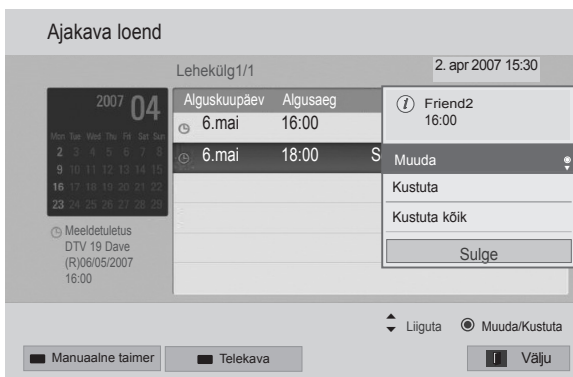 Ajakava loend
Lehekülg1/1
2. apr 2007 15:30
2007 04
Mon Tue Wed Thu Fri Sat Sun
2 3 4 5 6 7 8
9 10 11 12 13 14 15
16 17 18 19 20 21 22
23 24 25 26 27 28 29
Meeldetuletus
DTV 19 Dave
(R)06/05/2007
16:00
Alguskuupäev Algusaeg
6.mai 16:00
6.mai 18:00 S
Friend2
16:00
Muuda
Kustuta
Kustuta kõik
Sulge
Liiguta Muuda/Kustuta
Manuaalne taimer Telekava Välju